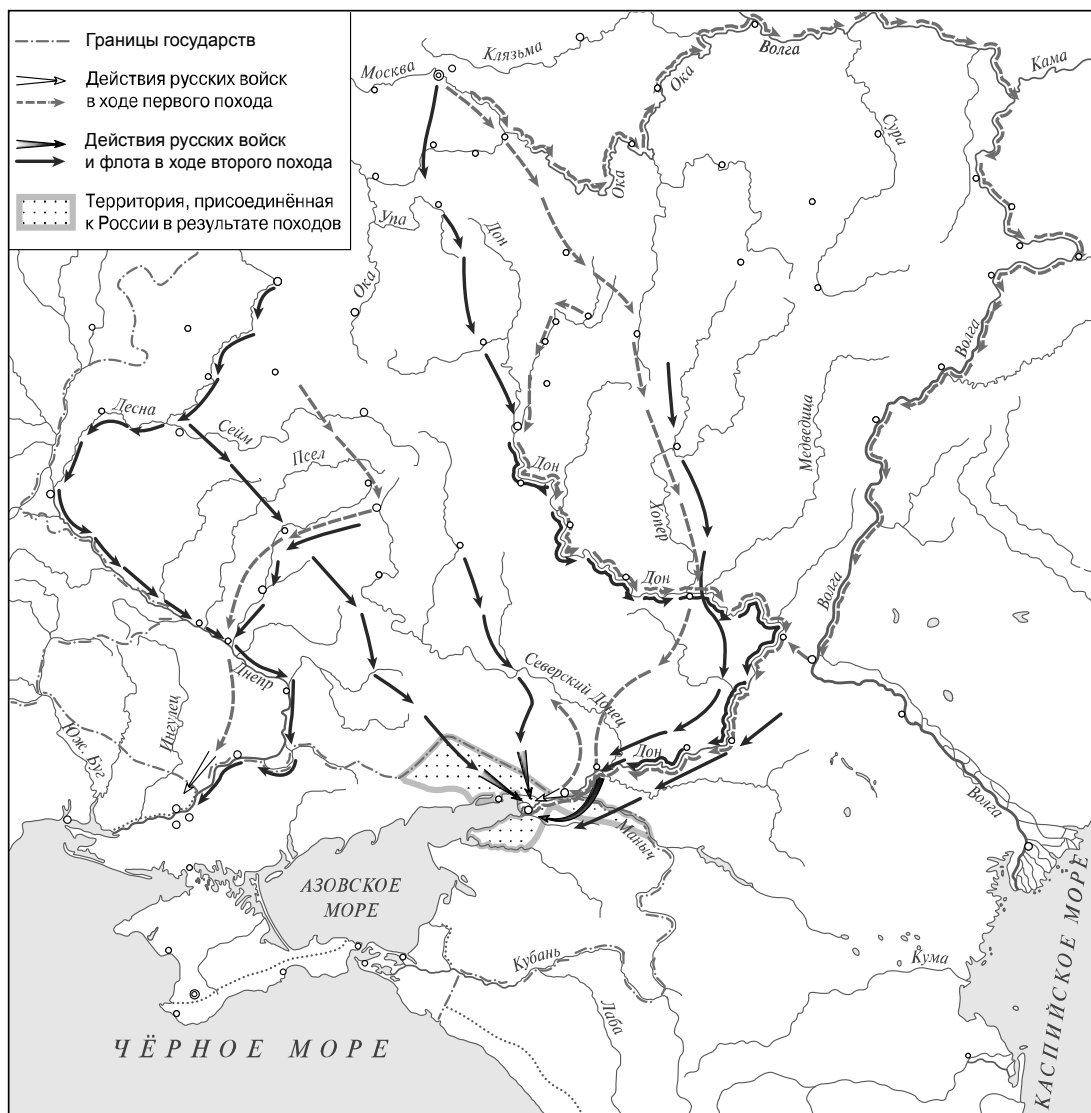 Границы государств
Действия русских войск
в ходе первого похода
Действия русских войск
и флота в ходе второго похода
Территория, присоединённая
к России в результате походов
Москва
Клязьма
Волга
Ока
Кама
Сура
Ока
Упа
Дон
Ока
Волга
Десна
Сейм
Псел
Дон
Медведица
Хопёр
Дон
Волга
Северский Донец
Днепр
Ингулец
Юж. Буг
Дон
Волга
Маныч
АЗОВСКОЕ
МОРЕ
Кубань
Лаба
Кума
ЧЁРНОЕ МОРЕ
КАСПИЙСКОЕ МОРЕ